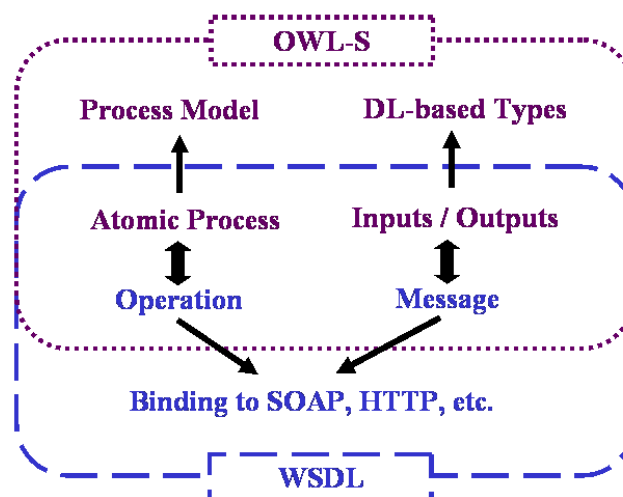 OWL-S
Process Model
DL-based Types
Atomic Process
Inputs / Outputs
Operation
Message
Binding to SOAP, HTTP, etc.
WSDL